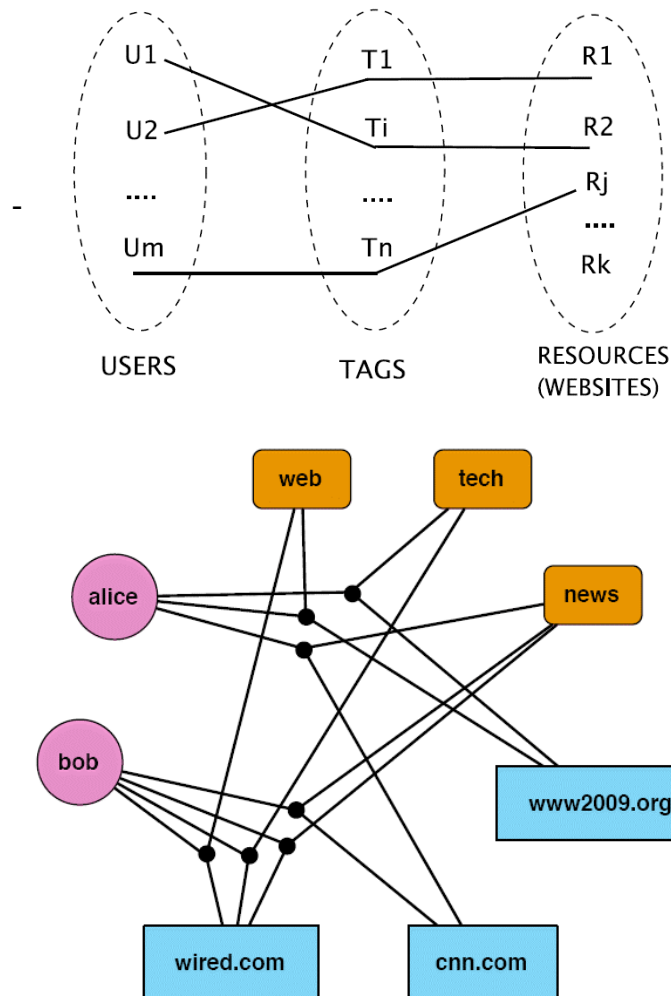 U1
T1
R1
U2
Ti
R2
Rj
....
....
....
-
Um
Tn
Rk
USERS
TAGS
RESOURCES
(WEBSITES)
web
tech
alice
news
bob
www2009.org
wired.com
cnn.com